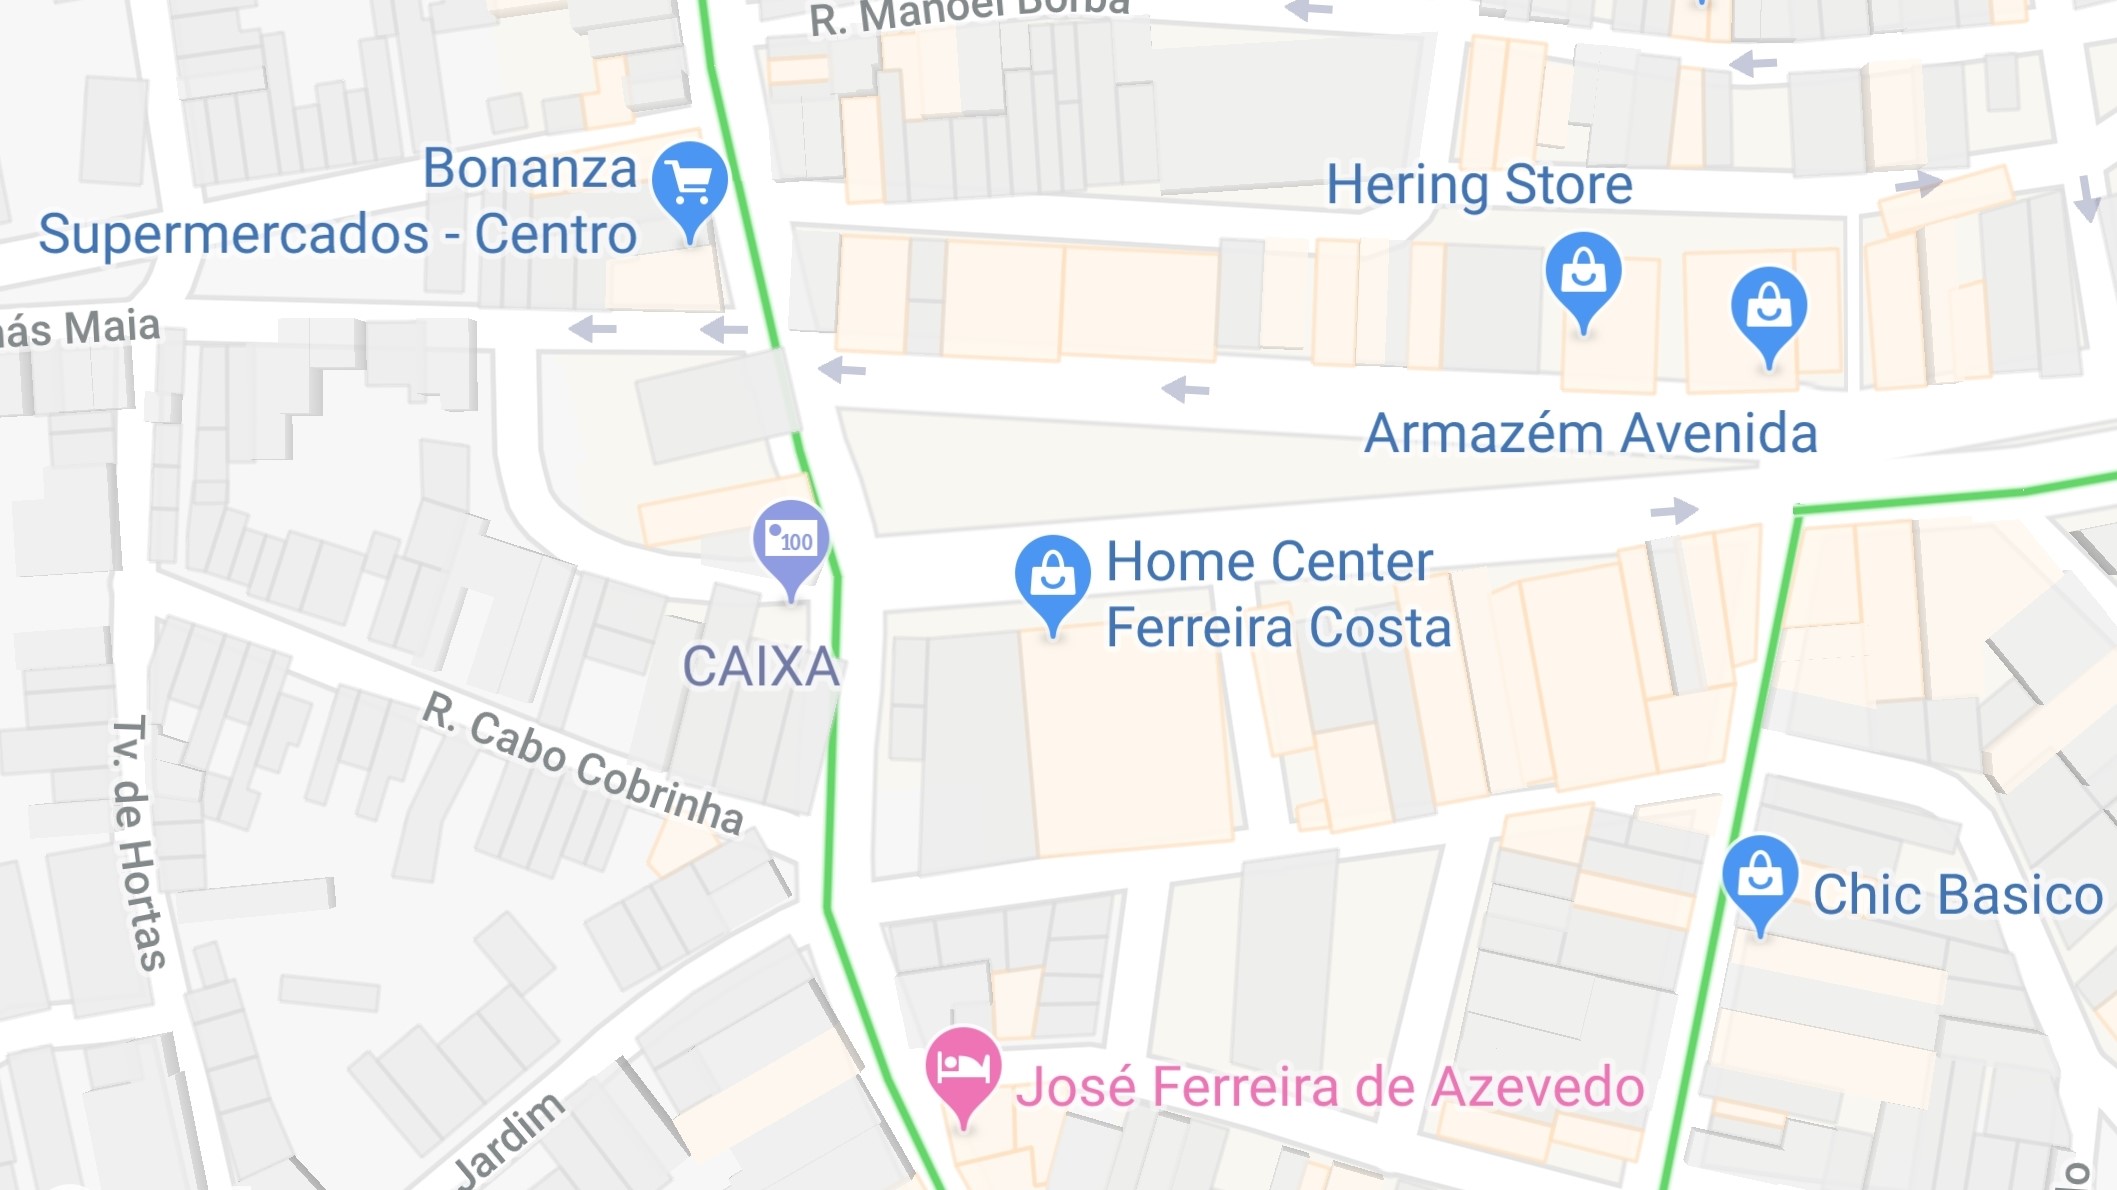 R. Manoel Borba
Bonanza
Supermercados - Centro
Hering Store
ás Maia
Armazém Avenida
100
Home Center
Ferreira Costa
CAIXA
R. Cabo Cobrinha
Tv. de Hortas
Chic Basico
José Ferreira de Azevedo
Jardim